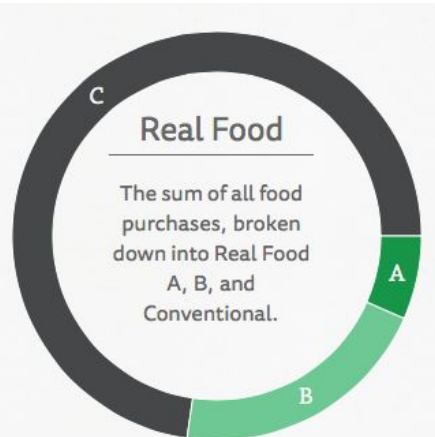 C
Real Food
The sum of all food
purchases, broken
down into Real Food
A, B, and
Conventional.
A
B